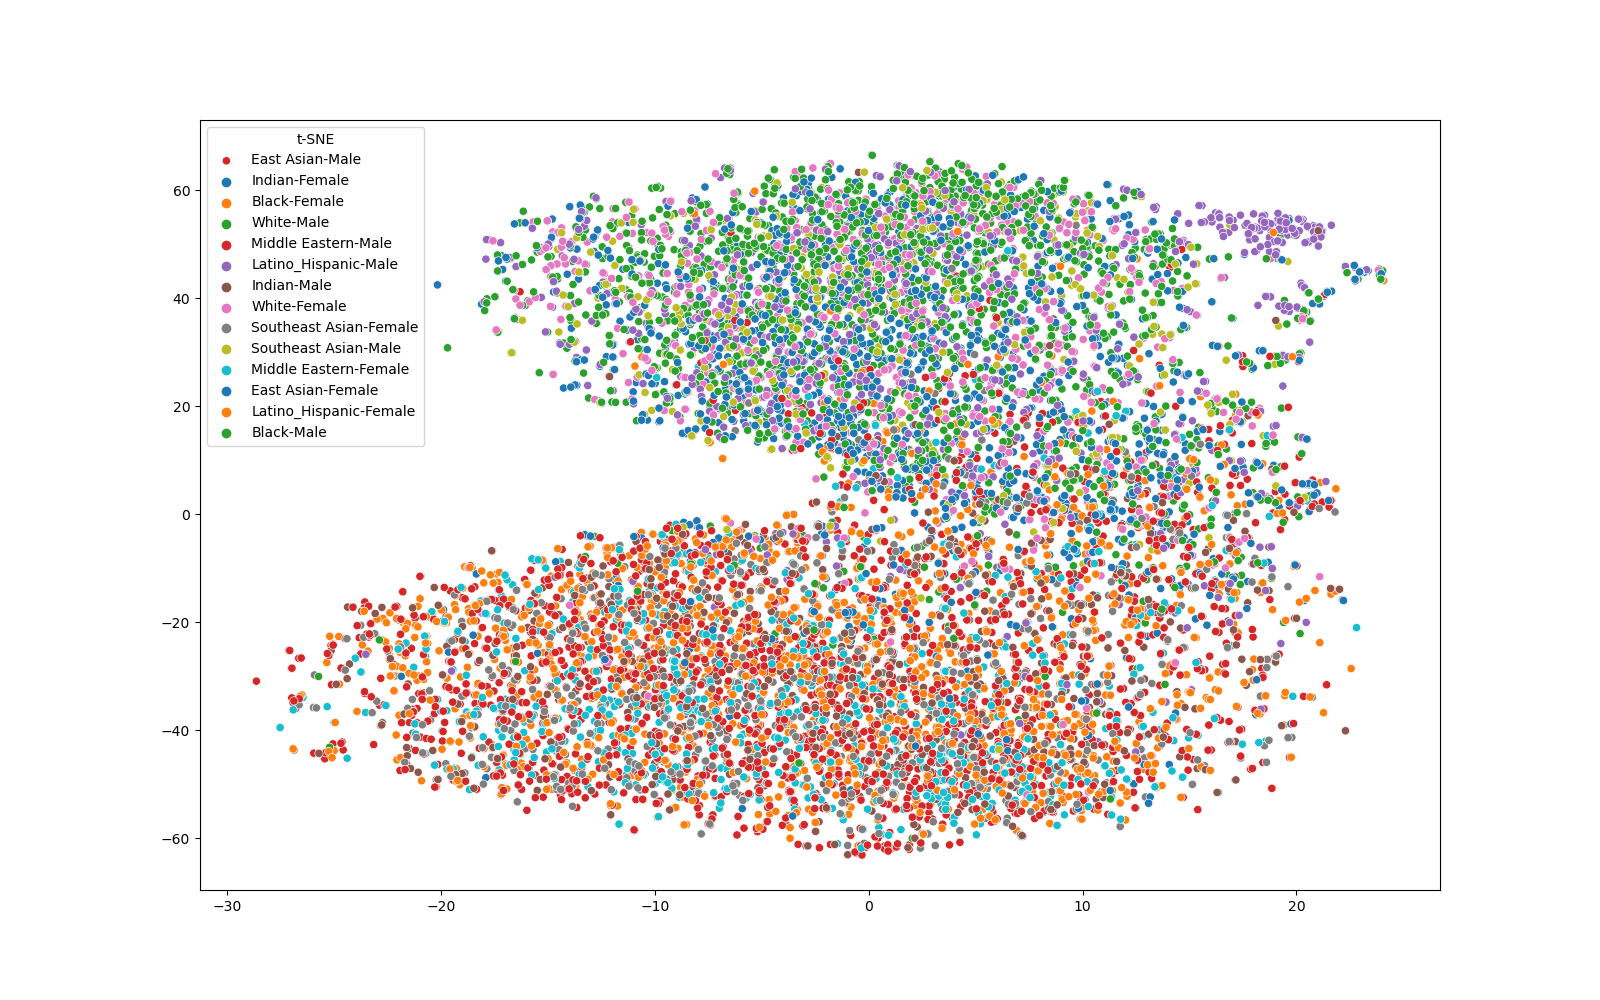 t-SNE
East Asian-Male
Indian-Female
Black-Female
White-Male
Middle Eastern-Male
Latino_Hispanic-Male
Indian-Male
White-Female
Southeast Asian-Female
Southeast Asian-Male
Middle Eastern-Female
East Asian-Female
Latino_Hispanic-Female
Black-Male
60
40
20
0
−20
−40
−60
−30 −20 −10 0 10 20